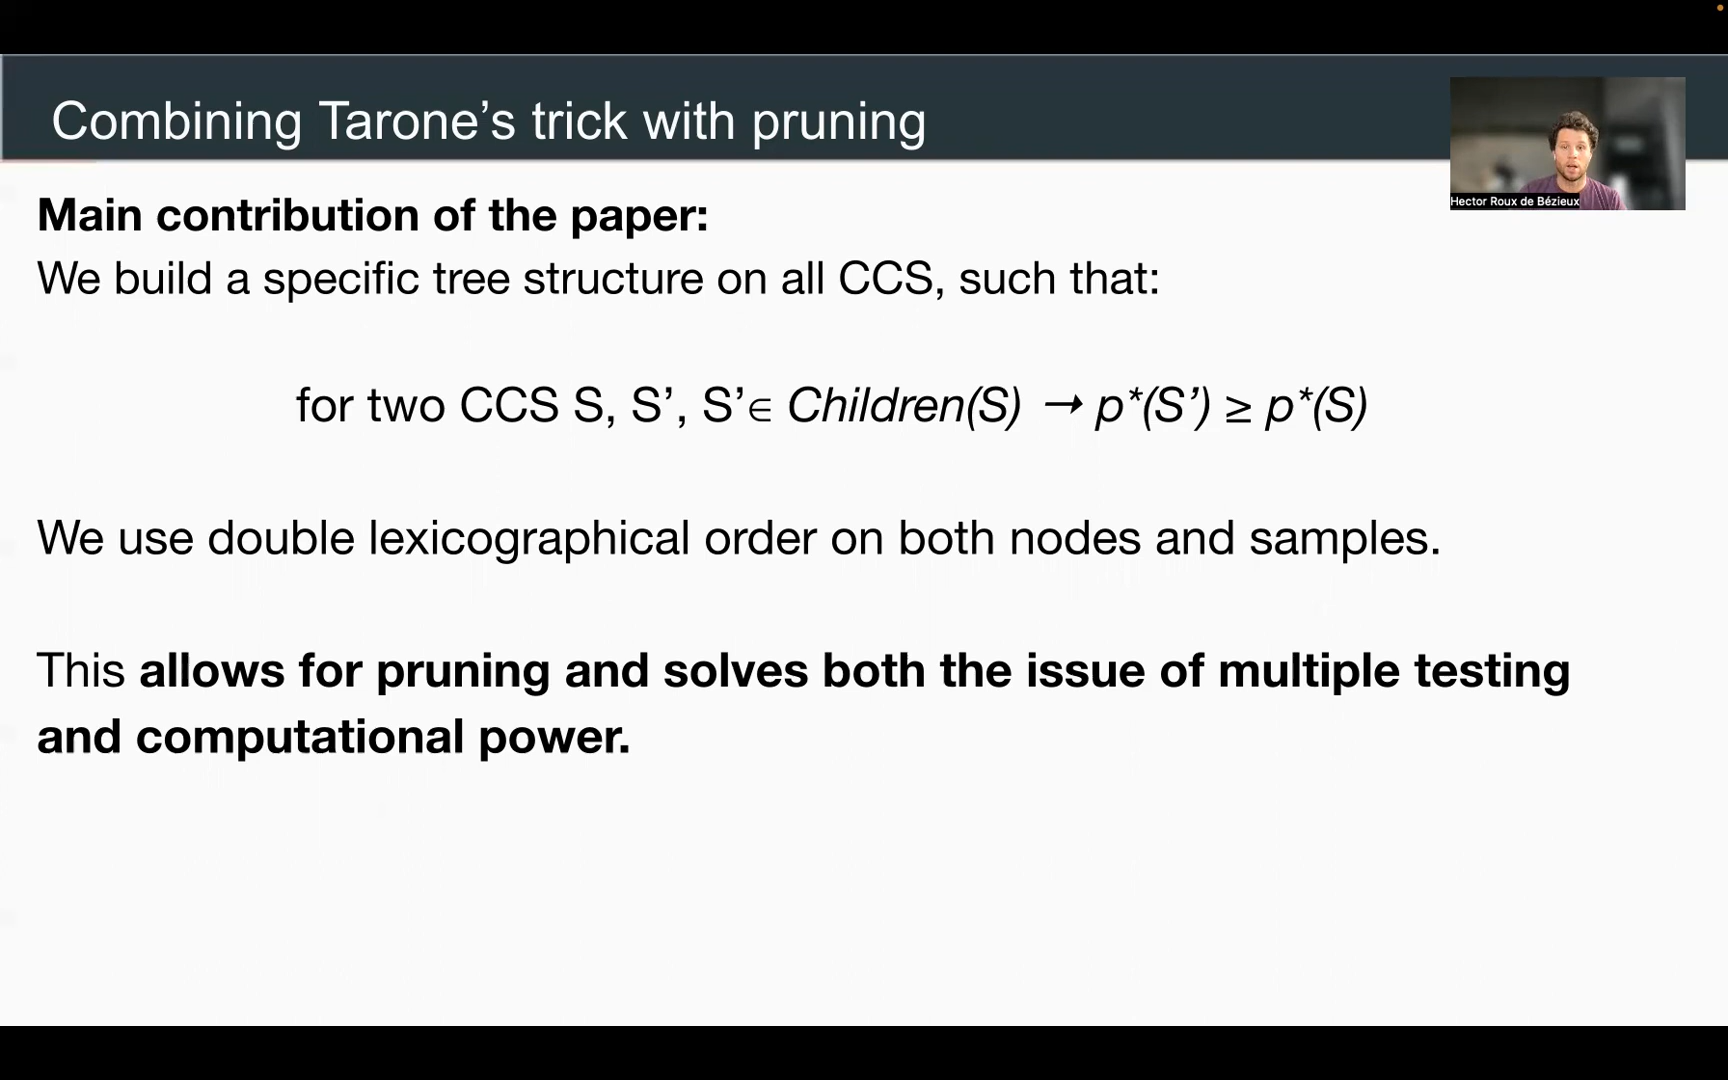 Combining Tarone’s trick with pruning
Hector Roux de Bézieux
Main contribution of the paper:
We build a specific tree structure on all CCS, such that:
for two CCS S, S’, S’∈ Children(S) → p*(S’) ≥ p*(S)
We use double lexicographical order on both nodes and samples.
This allows for pruning and solves both the issue of multiple testing
and computational power.